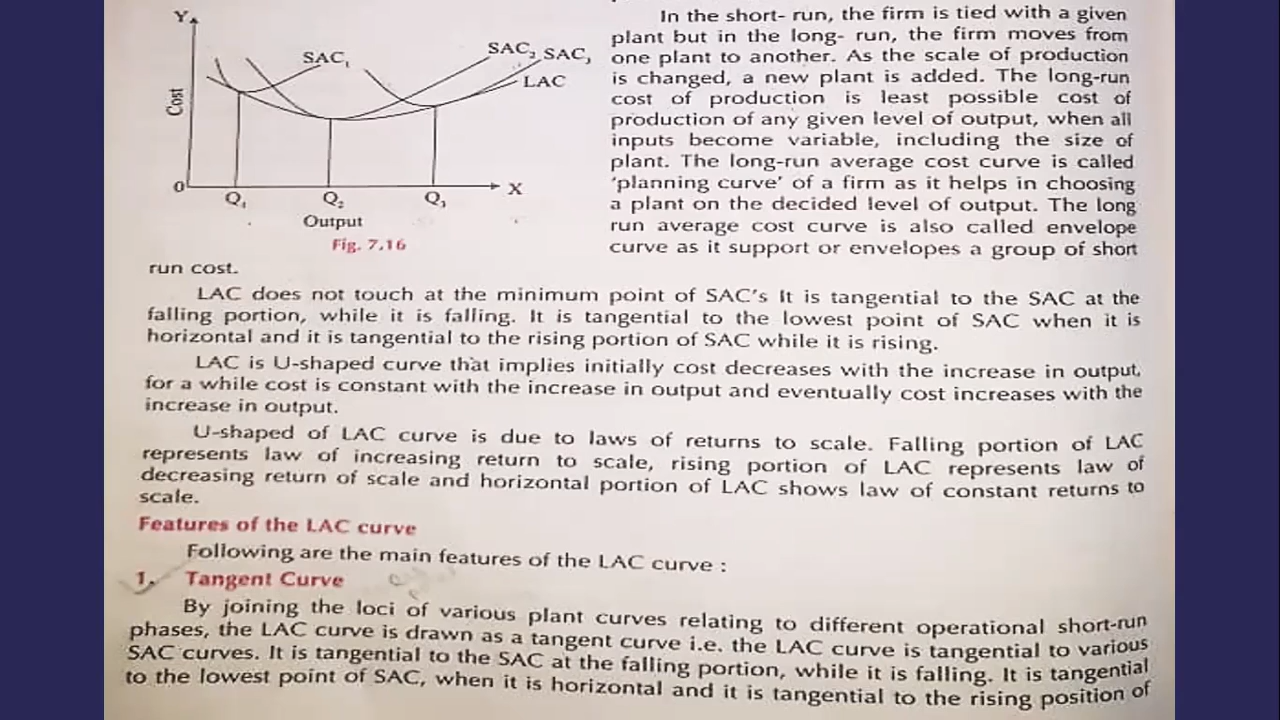 Y
SAC₁
SAC₂ SAC₃
LAC
Cost
0
Q₁ Q₂ Q₃ X
Output
Fig. 7.16
In the short- run, the firm is tied with a given
plant but in the long- run, the firm moves from
one plant to another. As the scale of production
is changed, a new plant is added. The long-run
cost of production is least possible cost of
production of any given level of output, when all
inputs become variable, including the size of
plant. The long-run average cost curve is called
'planning curve' of a firm as it helps in choosing
a plant on the decided level of output. The long
run average cost curve is also called envelope
curve as it support or envelopes a group of short
run cost.
LAC does not touch at the minimum point of SAC's It is tangential to the SAC at the
falling portion, while it is falling. It is tangential to the lowest point of SAC when it is
horizontal and it is tangential to the rising portion of SAC while it is rising.
LAC is U-shaped curve that implies initially cost decreases with the increase in output,
for a while cost is constant with the increase in output and eventually cost increases with the
increase in output.
U-shaped of LAC curve is due to laws of returns to scale. Falling portion of LAC
represents law of increasing return to scale, rising portion of LAC represents law of
decreasing return of scale and horizontal portion of LAC shows law of constant returns to
scale.
Features of the LAC curve
Following are the main features of the LAC curve :
1. Tangent Curve
By joining the loci of various plant curves relating to different operational short-run
phases, the LAC curve is drawn as a tangent curve i.e. the LAC curve is tangential to various
SAC curves. It is tangential to the SAC at the falling portion, while it is falling. It is tangential
to the lowest point of SAC, when it is horizontal and it is tangential to the rising position of